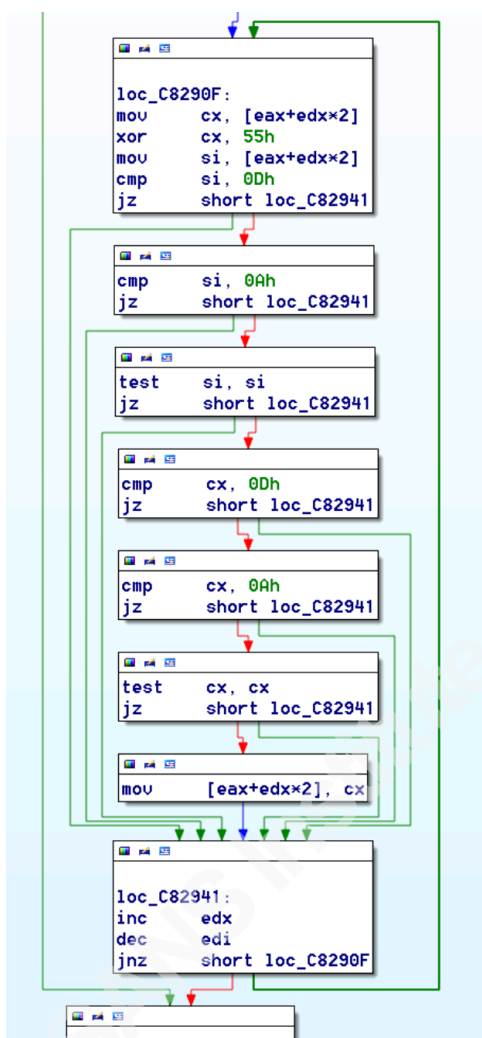 loc_C8290F:
mov cx, [eax+edx*2]
xor cx, 55h
mov si, [eax+edx*2]
cmp si, 0Dh
jz short loc_C82941
cmp si, 0Ah
jz short loc_C82941
test si, si
jz short loc_C82941
cmp cx, 0Dh
jz short loc_C82941
cmp cx, 0Ah
jz short loc_C82941
test cx, cx
jz short loc_C82941
mov [eax+edx*2], cx
loc_C82941:
inc edx
dec edi
jnz short loc_C8290F